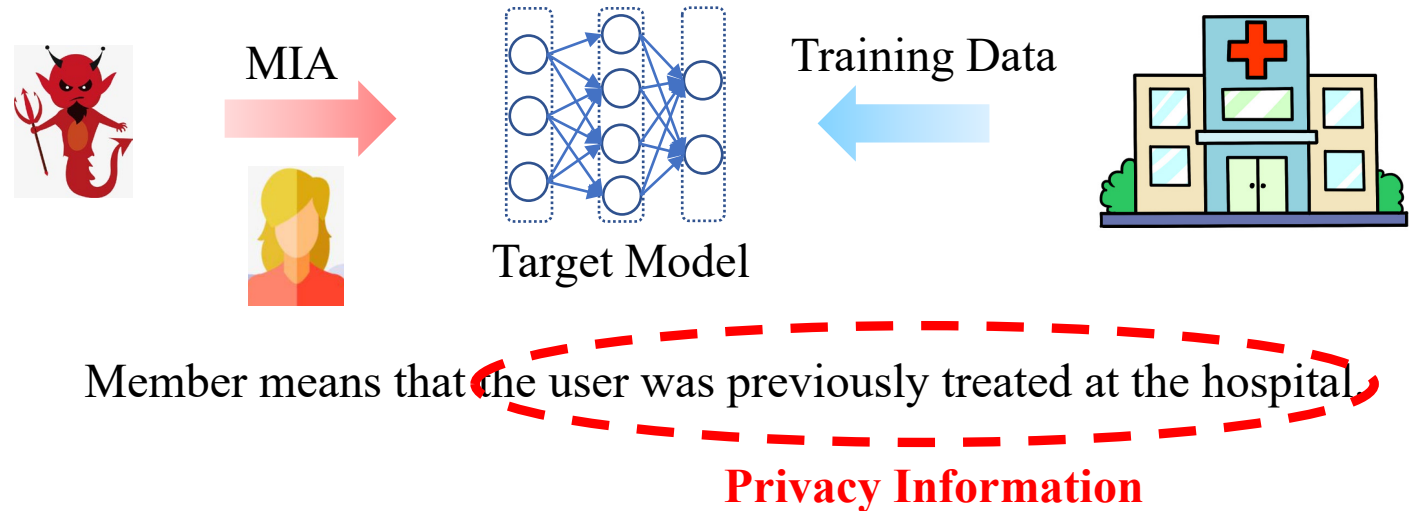 MIA
Training Data
Target Model
Member means that the user was previously treated at the hospital.
Privacy Information